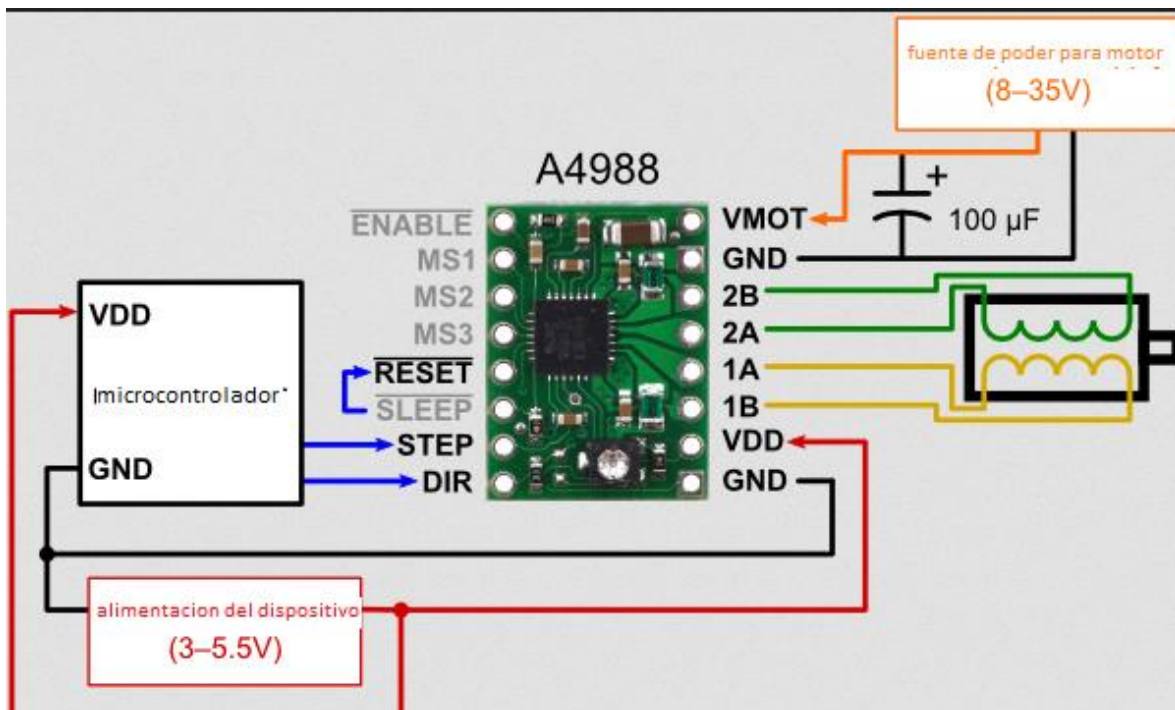 fuente de poder para motor
(8–35V)
A4988
+
100 µF
ENABLE
MS1
MS2
MS3
RESET
SLEEP
STEP
DIR
VMOT
GND
2B
2A
1A
1B
VDD
GND
VDD
microcontrolador
GND
alimentacion del dispositivo
(3–5.5V)